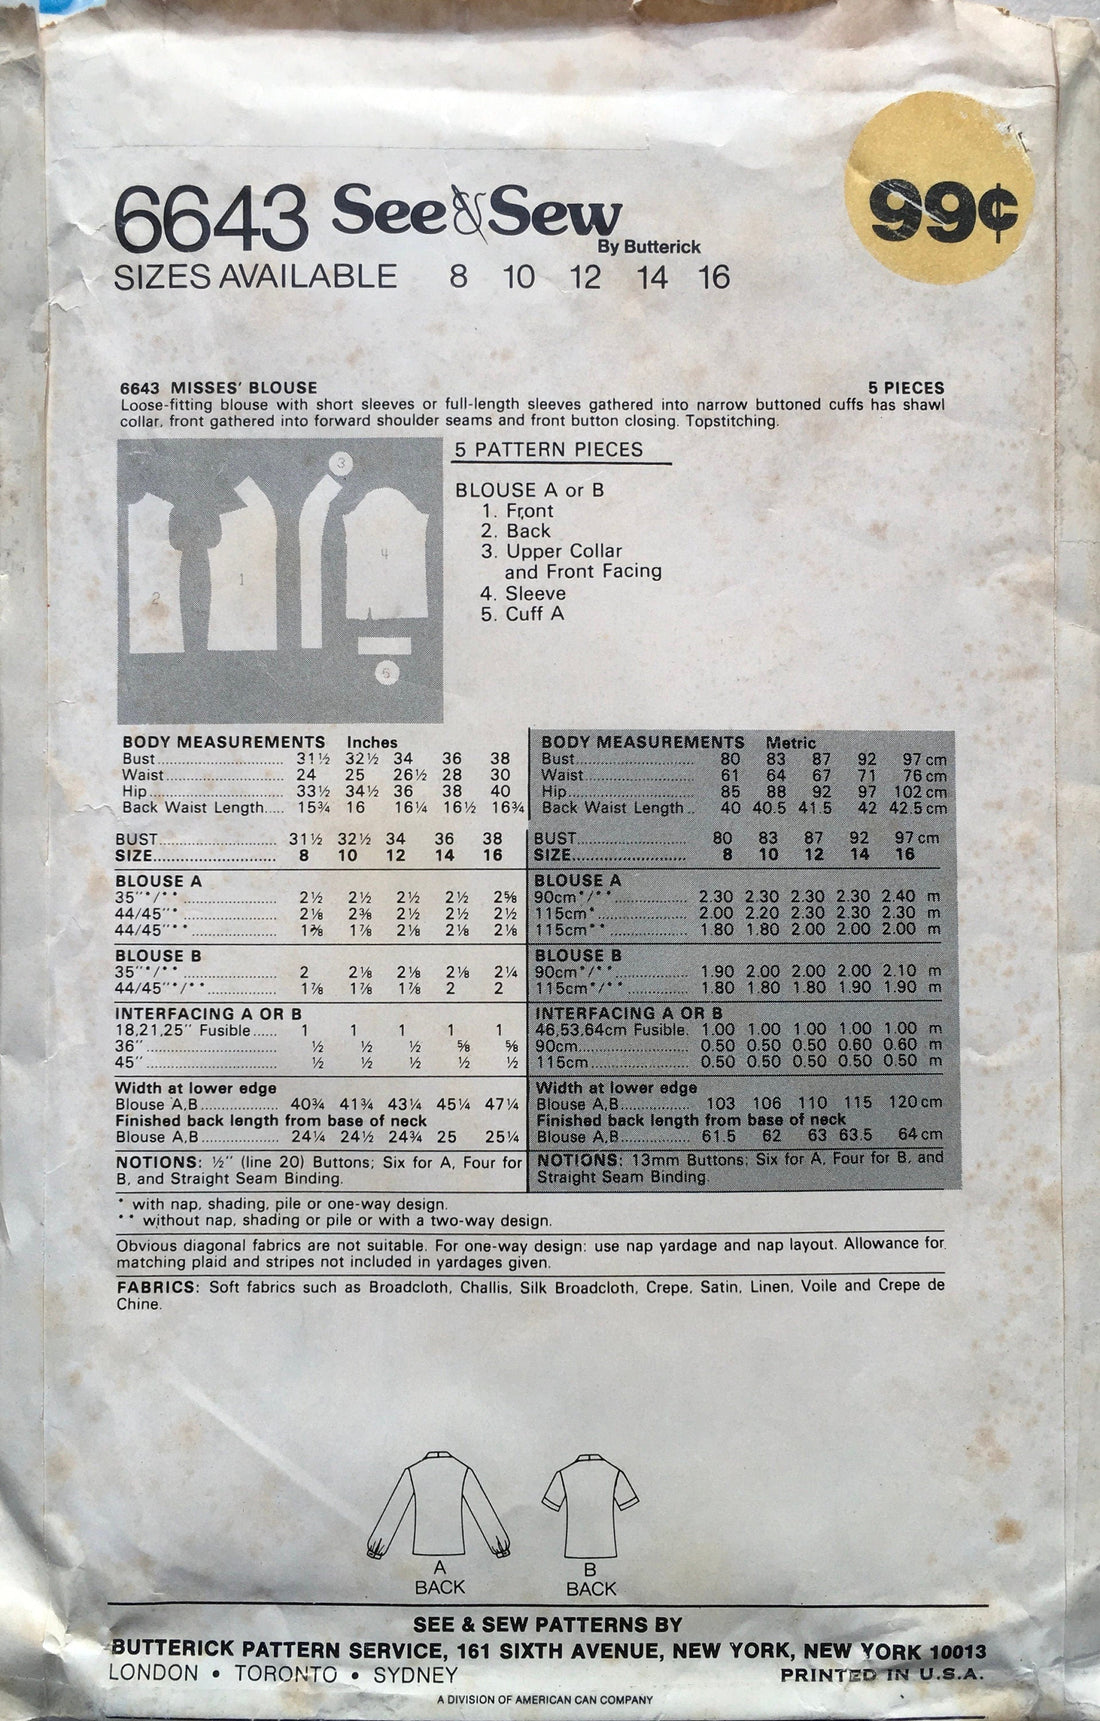 99¢
6643 See & Sew
By Butterick
SIZES AVAILABLE 8 10 12 14 16
6643 MISSES' BLOUSE 5 PIECES
Loose-fitting blouse with short sleeves or full-length sleeves gathered into narrow buttoned cuffs has shawl
collar, front gathered into forward shoulder seams and front button closing. Topstitching.
5 PATTERN PIECES
BLOUSE A or B
1. Front
2. Back
3. Upper Collar
and Front Facing
4. Sleeve
5. Cuff A
2
1
3
4
5
BODY MEASUREMENTS Inches
Bust 31½ 32½ 34 36 38
Waist 24 25 26½ 28 30
Hip 33½ 34½ 36 38 40
Back Waist Length 15¾ 16 16¼ 16½ 16¾
BUST 31½ 32½ 34 36 38
SIZE 8 10 12 14 16
BLOUSE A
35"*/** 2½ 2½ 2½ 2½ 2⅝
44/45"* 2⅛ 2⅜ 2½ 2½ 2½
44/45"** 1⅞ 1⅞ 2⅛ 2⅛ 2⅛
BLOUSE B
35"*/** 2 2⅛ 2⅛ 2⅛ 2¼
44/45"*/** 1⅞ 1⅞ 1⅞ 2 2
INTERFACING A OR B
18,21,25" Fusible 1 1 1 1 1
36" ½ ½ ½ ⅝ ⅝
45" ½ ½ ½ ½ ½
Width at lower edge
Blouse A,B 40¾ 41¾ 43¼ 45¼ 47¼
Finished back length from base of neck
Blouse A,B 24¼ 24½ 24¾ 25 25¼
NOTIONS: ½" (line 20) Buttons; Six for A, Four for
B, and Straight Seam Binding.
BODY MEASUREMENTS Metric
Bust 80 83 87 92 97 cm
Waist 61 64 67 71 76 cm
Hip 85 88 92 97 102 cm
Back Waist Length 40 40.5 41.5 42 42.5 cm
BUST 80 83 87 92 97 cm
SIZE 8 10 12 14 16
BLOUSE A
90cm*/** 2.30 2.30 2.30 2.30 2.40 m
115cm* 2.00 2.20 2.30 2.30 2.30 m
115cm** 1.80 1.80 2.00 2.00 2.00 m
BLOUSE B
90cm*/** 1.90 2.00 2.00 2.00 2.10 m
115cm*/** 1.80 1.80 1.80 1.90 1.90 m
INTERFACING A OR B
46,53,64cm Fusible. 1.00 1.00 1.00 1.00 1.00 m
90cm 0.50 0.50 0.50 0.60 0.60 m
115cm 0.50 0.50 0.50 0.50 0.50 m
Width at lower edge
Blouse A,B 103 106 110 115 120 cm
Finished back length from base of neck
Blouse A,B 61.5 62 63 63.5 64 cm
NOTIONS: 13mm Buttons; Six for A, Four for B, and
Straight Seam Binding.
* with nap, shading, pile or one-way design.
** without nap, shading or pile or with a two-way design.
Obvious diagonal fabrics are not suitable. For one-way design: use nap yardage and nap layout. Allowance for
matching plaid and stripes not included in yardages given.
FABRICS: Soft fabrics such as Broadcloth, Challis, Silk Broadcloth, Crepe, Satin, Linen, Voile and Crepe de
Chine.
A
BACK
B
BACK
SEE & SEW PATTERNS BY
BUTTERICK PATTERN SERVICE, 161 SIXTH AVENUE, NEW YORK, NEW YORK 10013
LONDON • TORONTO • SYDNEY PRINTED IN U.S.A.
A DIVISION OF AMERICAN CAN COMPANY